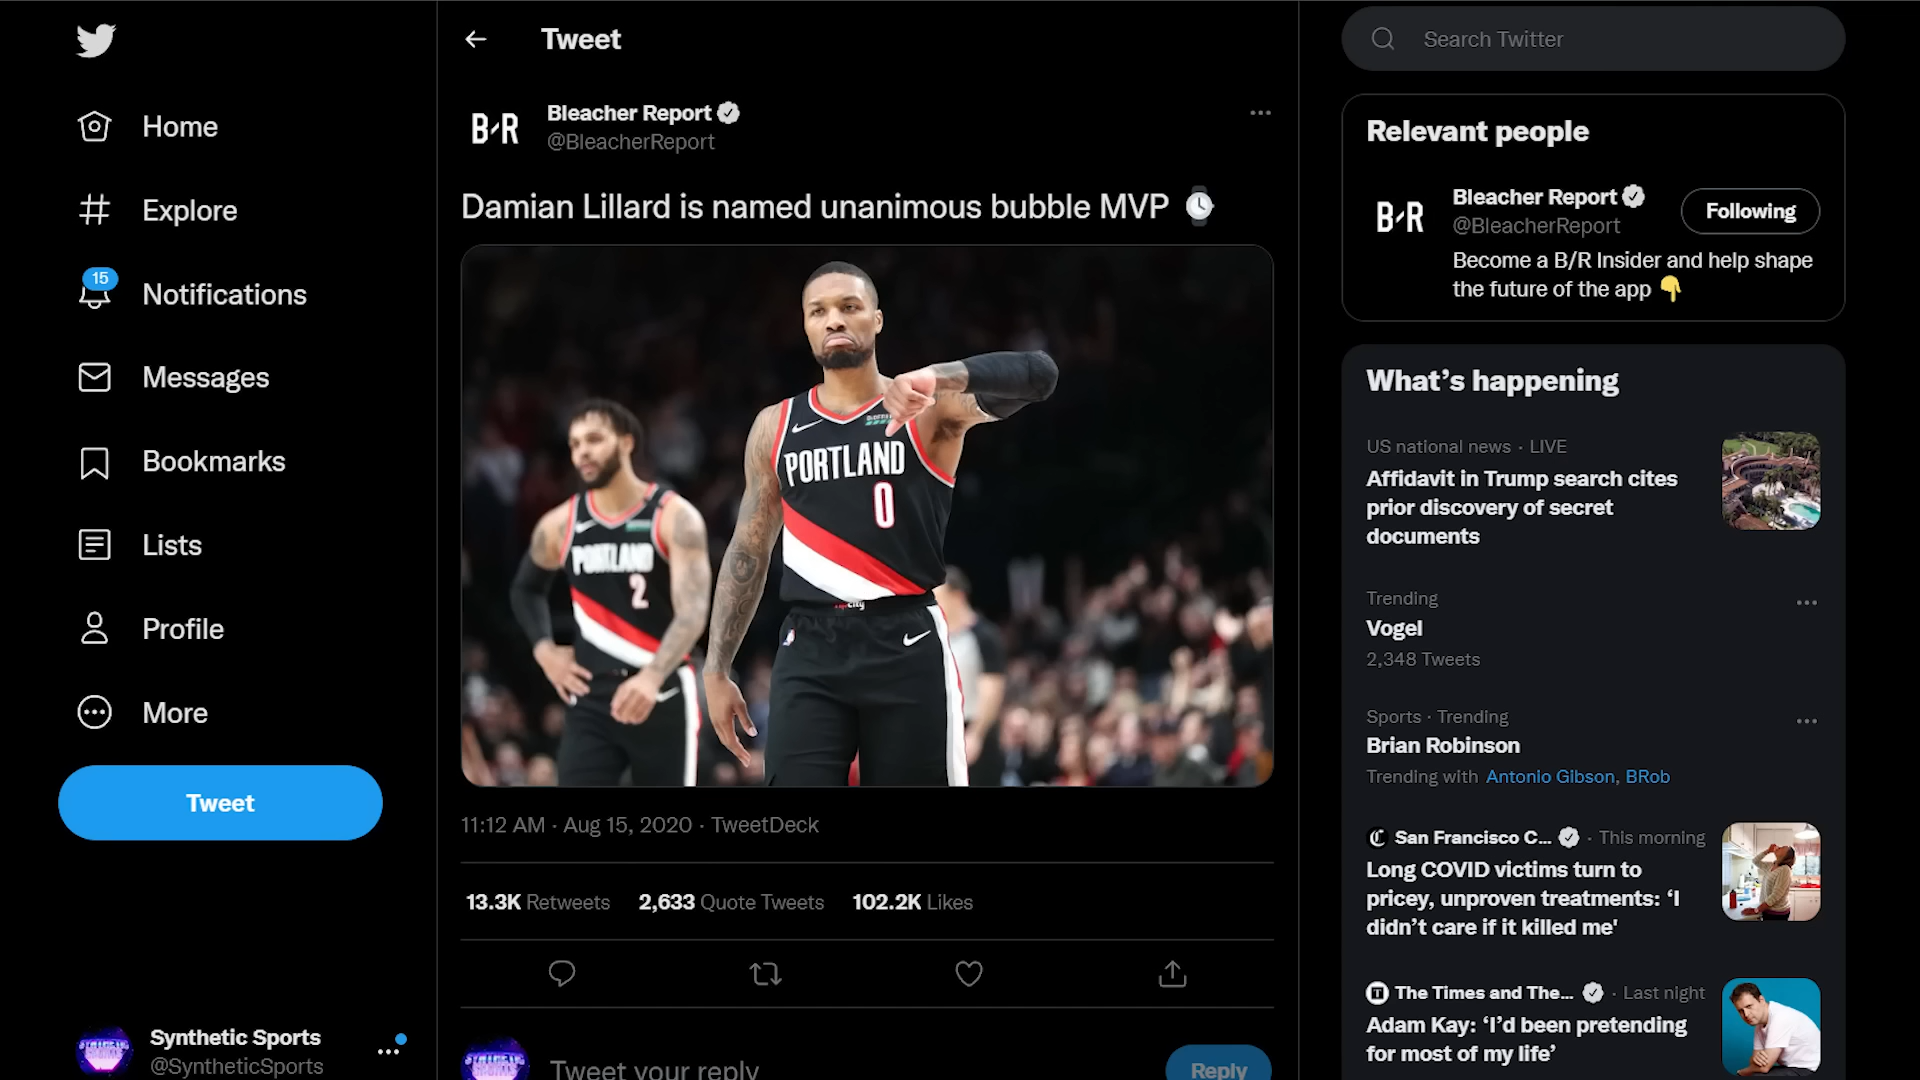 Home
Explore
15
Notifications
Messages
Bookmarks
Lists
Profile
More
Tweet
Synthetic Sports
@SyntheticSports
Tweet
B/R
Bleacher Report
@BleacherReport
Damian Lillard is named unanimous bubble MVP
PORTLAND
0
PORTLAND
2
11:12 AM · Aug 15, 2020 · TweetDeck
13.3K Retweets 2,633 Quote Tweets 102.2K Likes
Tweet your reply
Reply
Search Twitter
Relevant people
B/R
Bleacher Report
@BleacherReport
Following
Become a B/R Insider and help shape
the future of the app
What's happening
US national news · LIVE
Affidavit in Trump search cites
prior discovery of secret
documents
Trending
Vogel
2,348 Tweets
Sports · Trending
Brian Robinson
Trending with Antonio Gibson, BRob
San Francisco C... · This morning
Long COVID victims turn to
pricey, unproven treatments: 'I
didn't care if it killed me'
The Times and The... · Last night
Adam Kay: 'I'd been pretending
for most of my life'